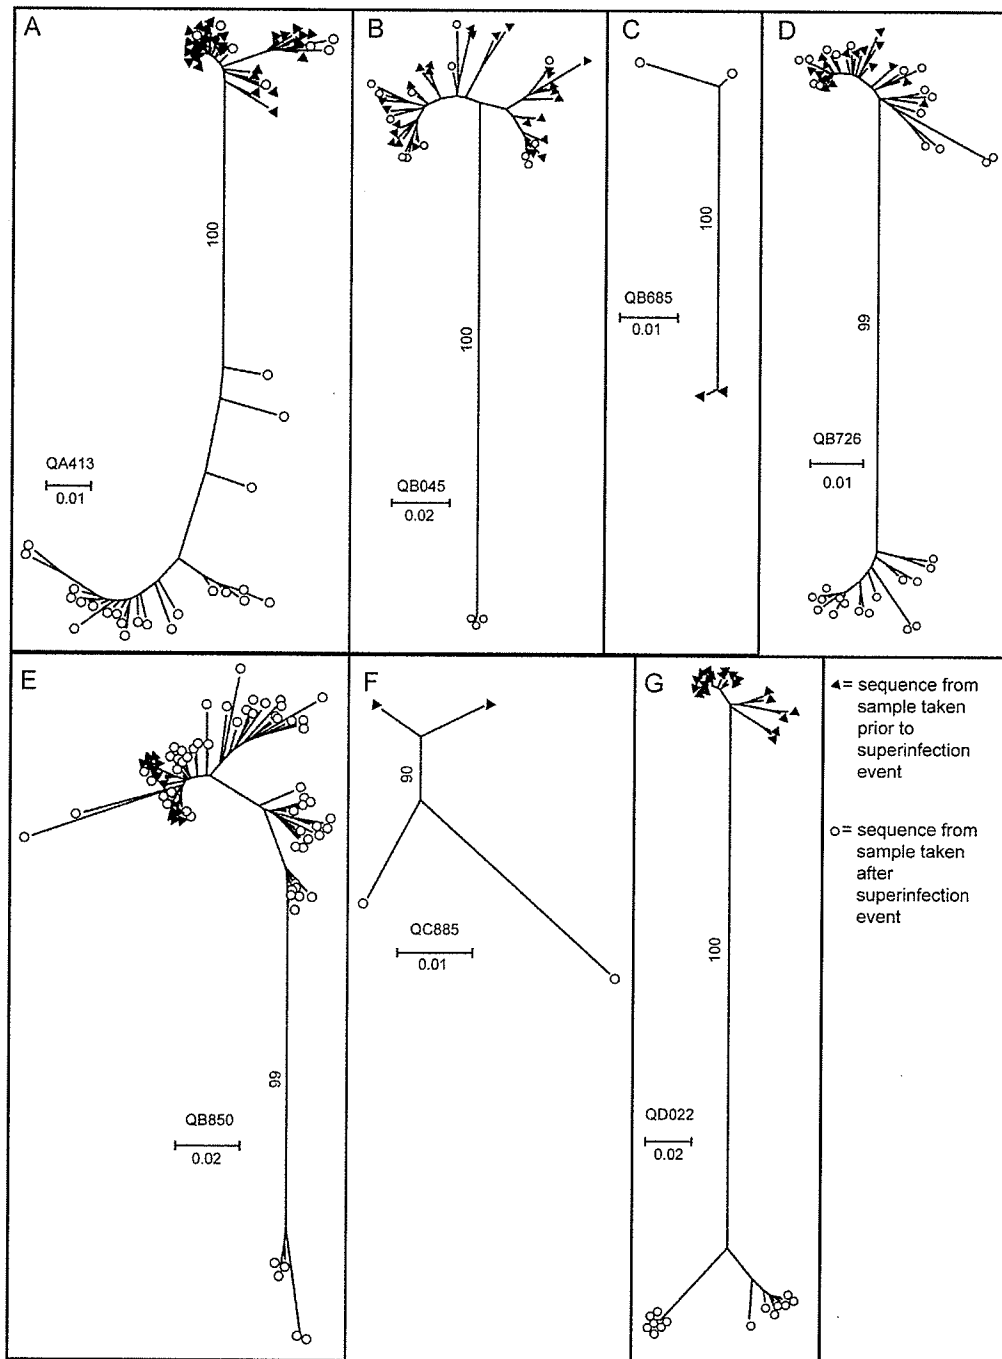 A
100
QA413
0.01
B
100
QB045
0.02
C
100
QB685
0.01
D
99
QB726
0.01
E
99
QB850
0.02
F
90
QC885
0.01
G
100
QD022
0.02
= sequence from
sample taken
prior to
superinfection
event
= sequence from
sample taken
after
superinfection
event